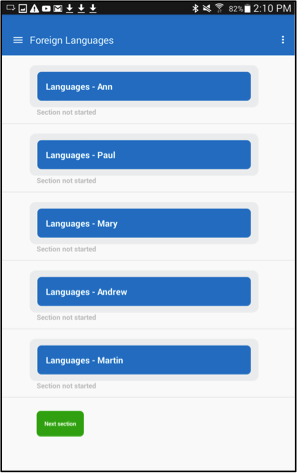 82% 2:10 PM
Foreign Languages
Languages - Ann
Section not started
Languages - Paul
Section not started
Languages - Mary
Section not started
Languages - Andrew
Section not started
Languages - Martin
Section not started
Next section